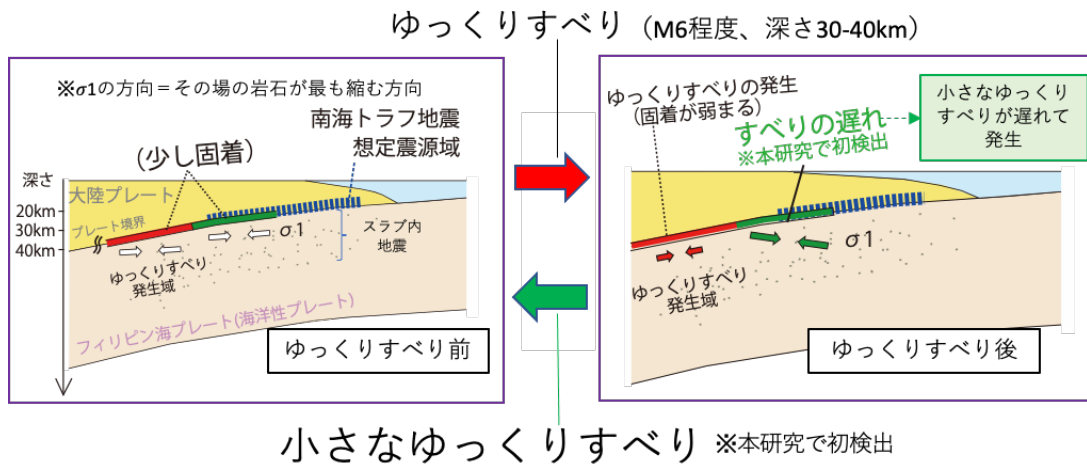 ゆっくりすべり（M6程度、深さ30-40km）
※σ1の方向＝その場の岩石が最も縮む方向
南海トラフ地震
想定震源域
（少し固着）
深さ
大陸プレート
20km
プレート境界
30km
40km
σ1
スラブ内
地震
ゆっくりすべり
発生域
フィリピン海プレート(海洋性プレート)
ゆっくりすべり前
ゆっくりすべりの発生
（固着が弱まる）
すべりの遅れ
※本研究で初検出
小さなゆっくり
すべりが遅れて
発生
σ1
ゆっくりすべり
発生域
ゆっくりすべり後
小さなゆっくりすべり ※本研究で初検出